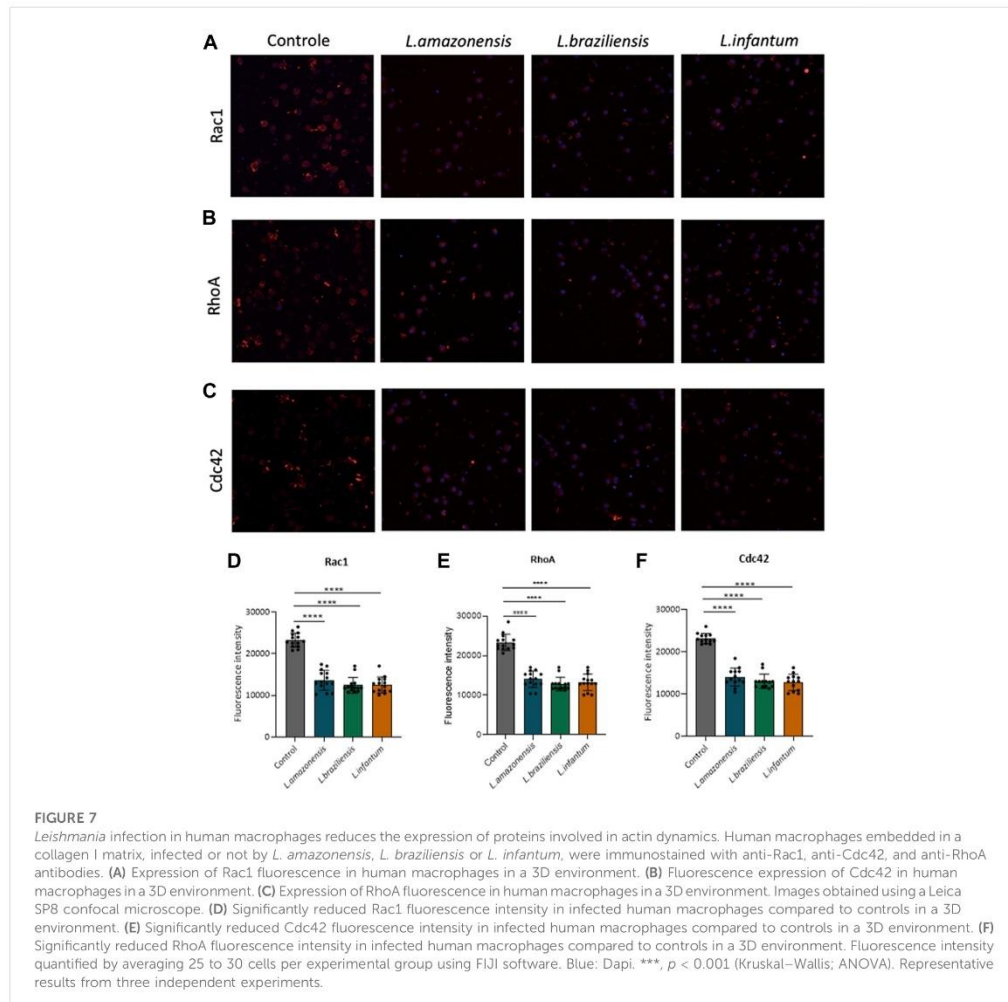 A
Controle
L.amazonensis
L.braziliensis
L.infantum
Rac1
B
RhoA
C
Cdc42
D
Rac1
****
****
****
Fluorescence intensity
30000
20000
10000
0
Control
L.amazonensis
L.braziliensis
L.infantum
E
RhoA
****
****
****
Fluorescence intensity
30000
20000
10000
0
Control
L.amazonensis
L.braziliensis
L.infantum
F
Cdc42
****
****
****
Fluorescence intensity
30000
20000
10000
0
Control
L.amazonensis
L.braziliensis
L.infantum
FIGURE 7
Leishmania infection in human macrophages reduces the expression of proteins involved in actin dynamics. Human macrophages embedded in a
collagen I matrix, infected or not by L. amazonensis, L. braziliensis or L. infantum, were immunostained with anti-Rac1, anti-Cdc42, and anti-RhoA
antibodies. (A) Expression of Rac1 fluorescence in human macrophages in a 3D environment. (B) Fluorescence expression of Cdc42 in human
macrophages in a 3D environment. (C) Expression of RhoA fluorescence in human macrophages in a 3D environment. Images obtained using a Leica
SP8 confocal microscope. (D) Significantly reduced Rac1 fluorescence intensity in infected human macrophages compared to controls in a 3D
environment. (E) Significantly reduced Cdc42 fluorescence intensity in infected human macrophages compared to controls in a 3D environment. (F)
Significantly reduced RhoA fluorescence intensity in infected human macrophages compared to controls in a 3D environment. Fluorescence intensity
quantified by averaging 25 to 30 cells per experimental group using FIJI software. Blue: Dapi. ***, p < 0.001 (Kruskal–Wallis; ANOVA). Representative
results from three independent experiments.